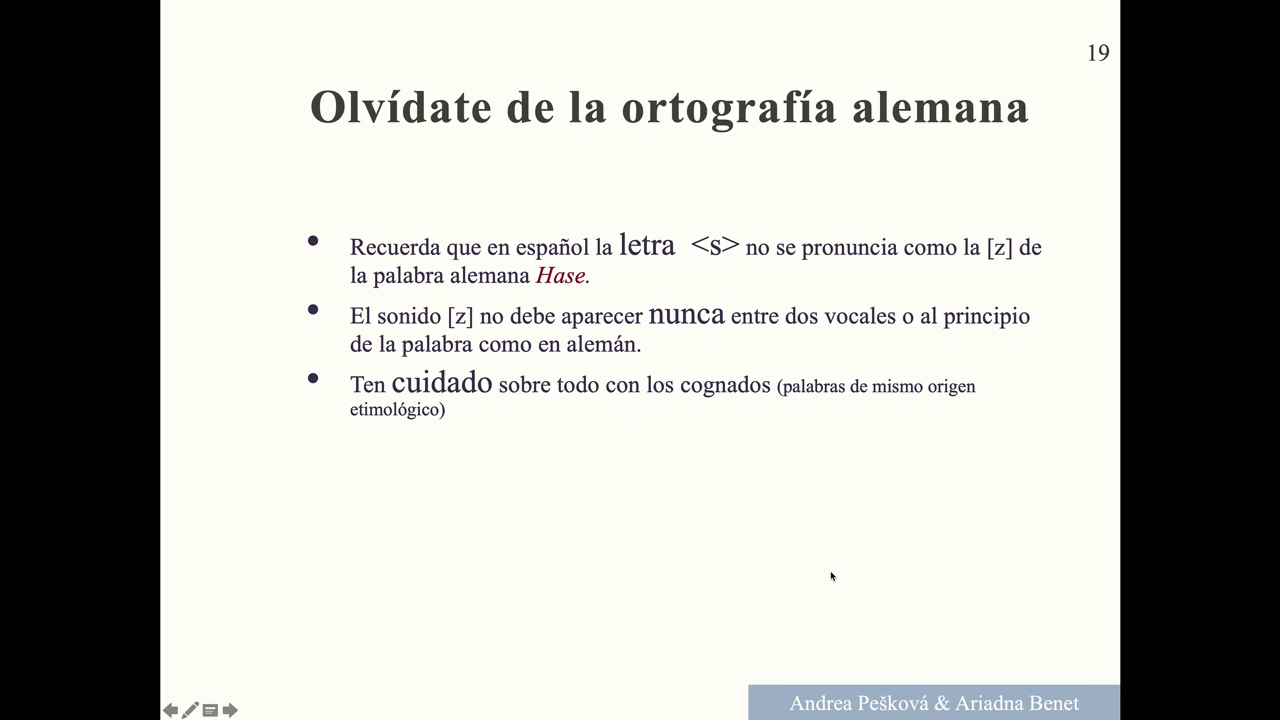 19
Olvídate de la ortografía alemana
• Recuerda que en español la letra <s> no se pronuncia como la [z] de
la palabra alemana Hase.
• El sonido [z] no debe aparecer nunca entre dos vocales o al principio
de la palabra como en alemán.
• Ten cuidado sobre todo con los cognados (palabras de mismo origen
etimológico)
Andrea Pešková & Ariadna Benet